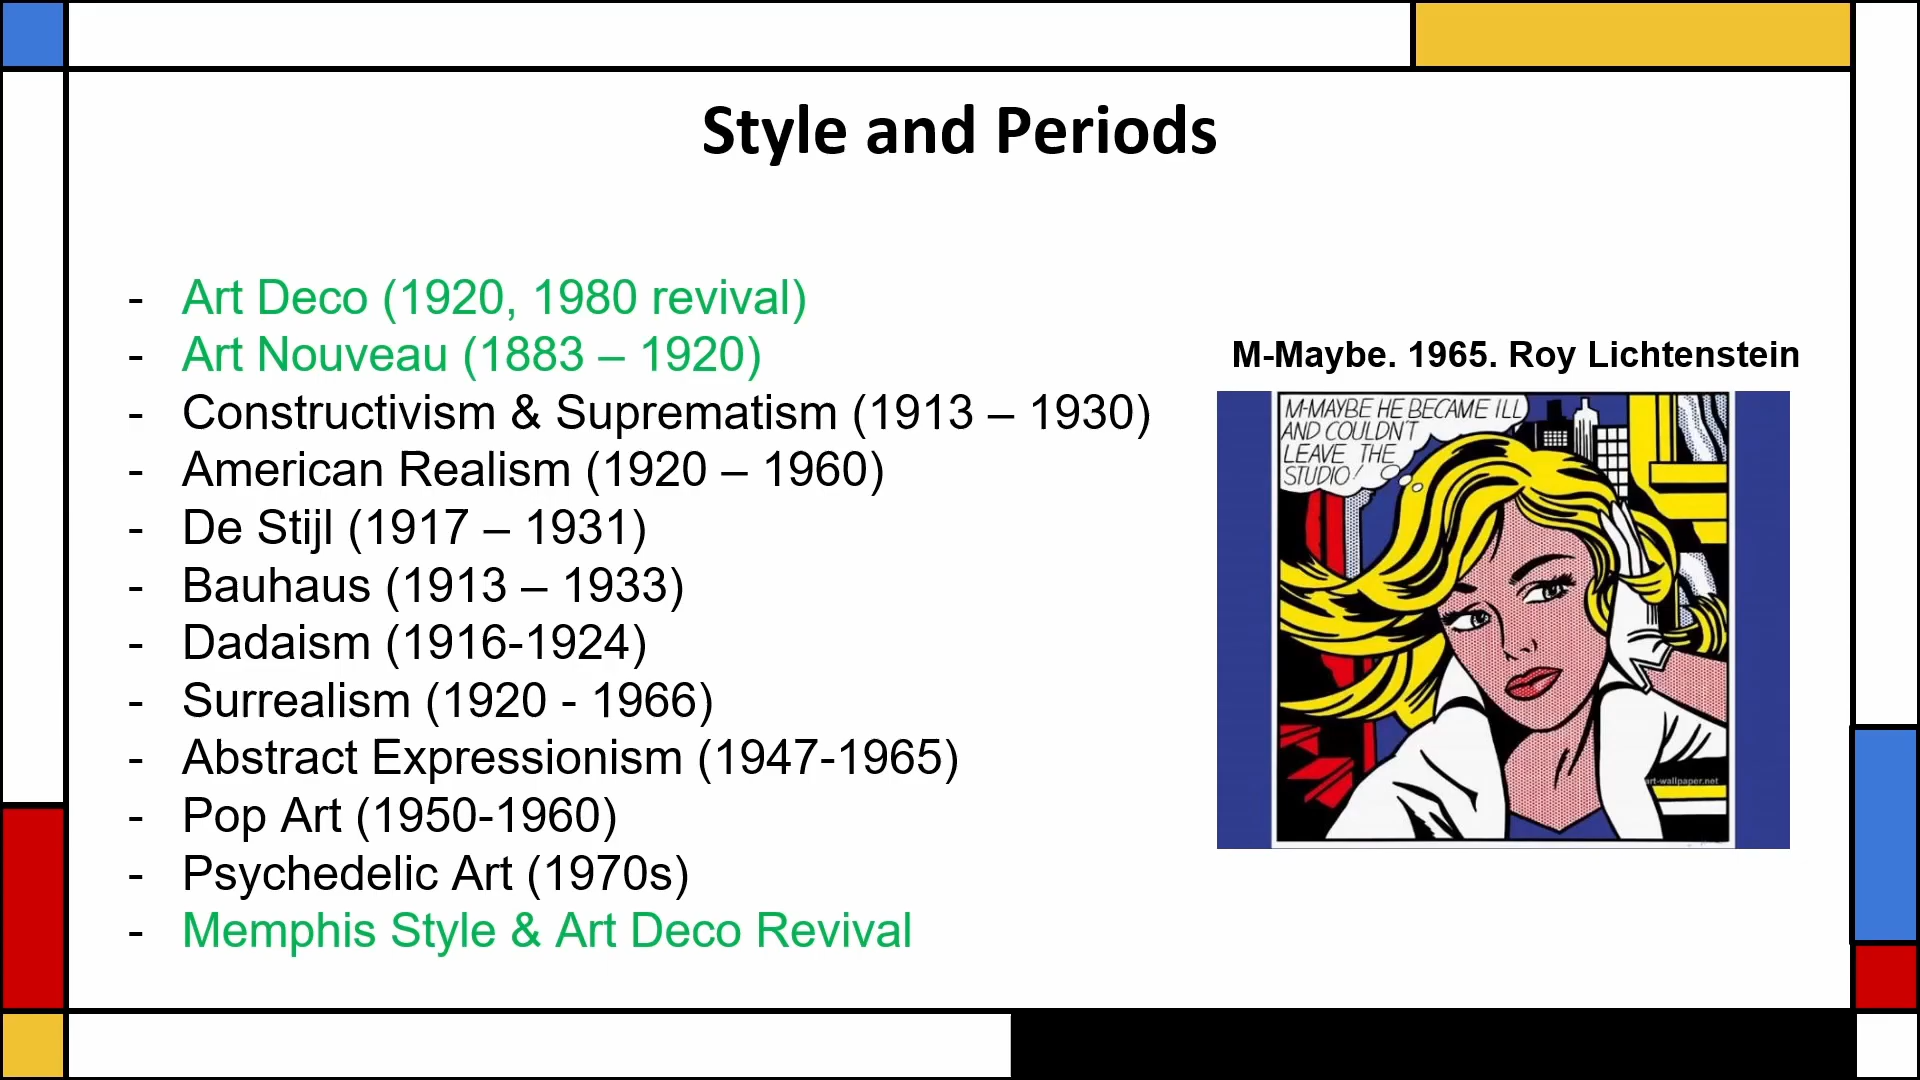 Style and Periods
- Art Deco (1920, 1980 revival)
- Art Nouveau (1883 – 1920)
- Constructivism & Suprematism (1913 – 1930)
- American Realism (1920 – 1960)
- De Stijl (1917 – 1931)
- Bauhaus (1913 – 1933)
- Dadaism (1916-1924)
- Surrealism (1920 - 1966)
- Abstract Expressionism (1947-1965)
- Pop Art (1950-1960)
- Psychedelic Art (1970s)
- Memphis Style & Art Deco Revival
M-Maybe. 1965. Roy Lichtenstein
M-MAYBE HE BECAME ILL
AND COULDN'T
LEAVE THE
STUDIO!
art-wallpaper.net